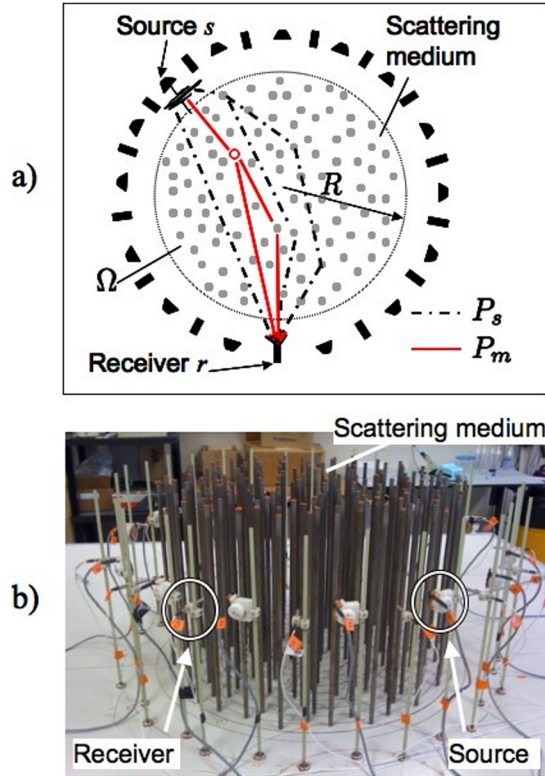 a)
Source s
Scattering
medium
R
Ω
P_s
P_m
Receiver r
b)
Scattering medium
Receiver
Source